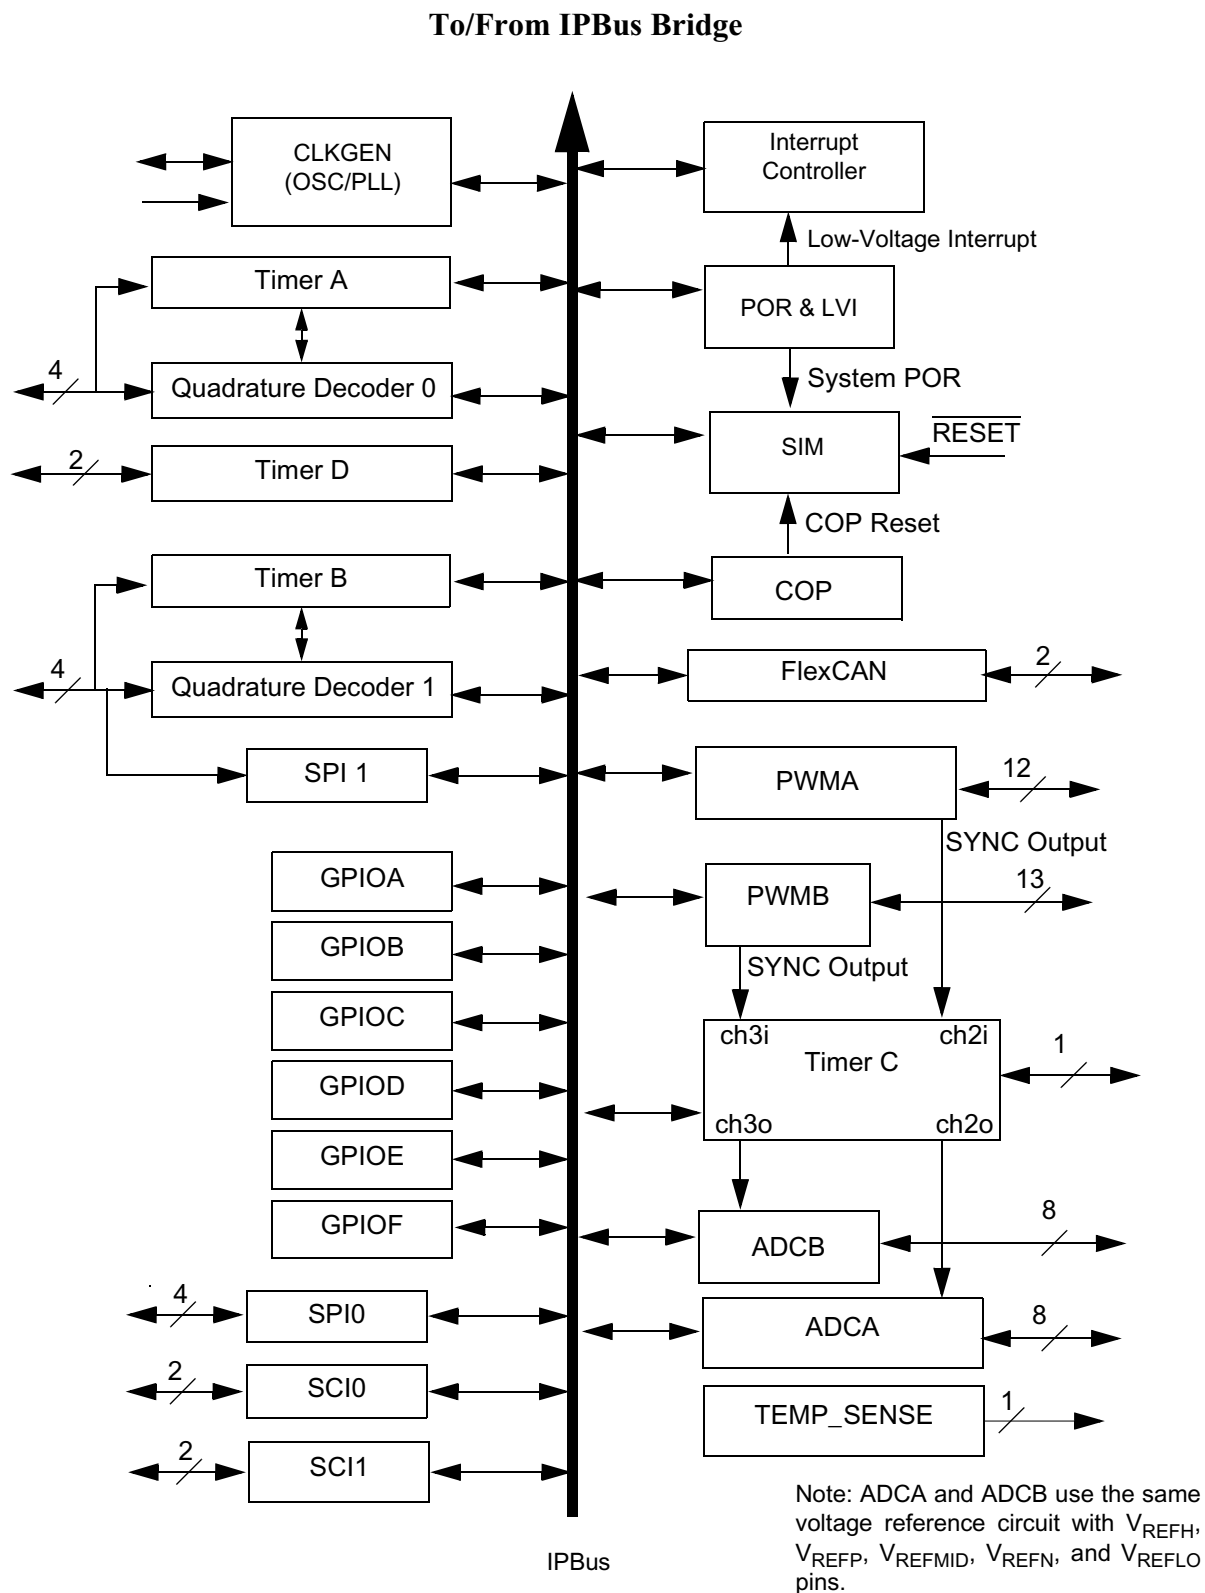 To/From IPBus Bridge
CLKGEN
(OSC/PLL)
Interrupt
Controller
Low-Voltage Interrupt
Timer A
POR & LVI
4
Quadrature Decoder 0
System POR
RESET
SIM
2
Timer D
COP Reset
Timer B
COP
4
Quadrature Decoder 1
FlexCAN
2
SPI 1
PWMA
12
SYNC Output
GPIOA
PWMB
13
GPIOB
SYNC Output
GPIOC
ch3i
ch2i
Timer C
1
GPIOD
ch3o
ch2o
GPIOE
GPIOF
ADCB
8
4
SPI0
ADCA
8
2
SCI0
TEMP_SENSE
1
2
SCI1
Note: ADCA and ADCB use the same
voltage reference circuit with VREFH,
VREFP, VREFMID, VREFN, and VREFLO
pins.
IPBus